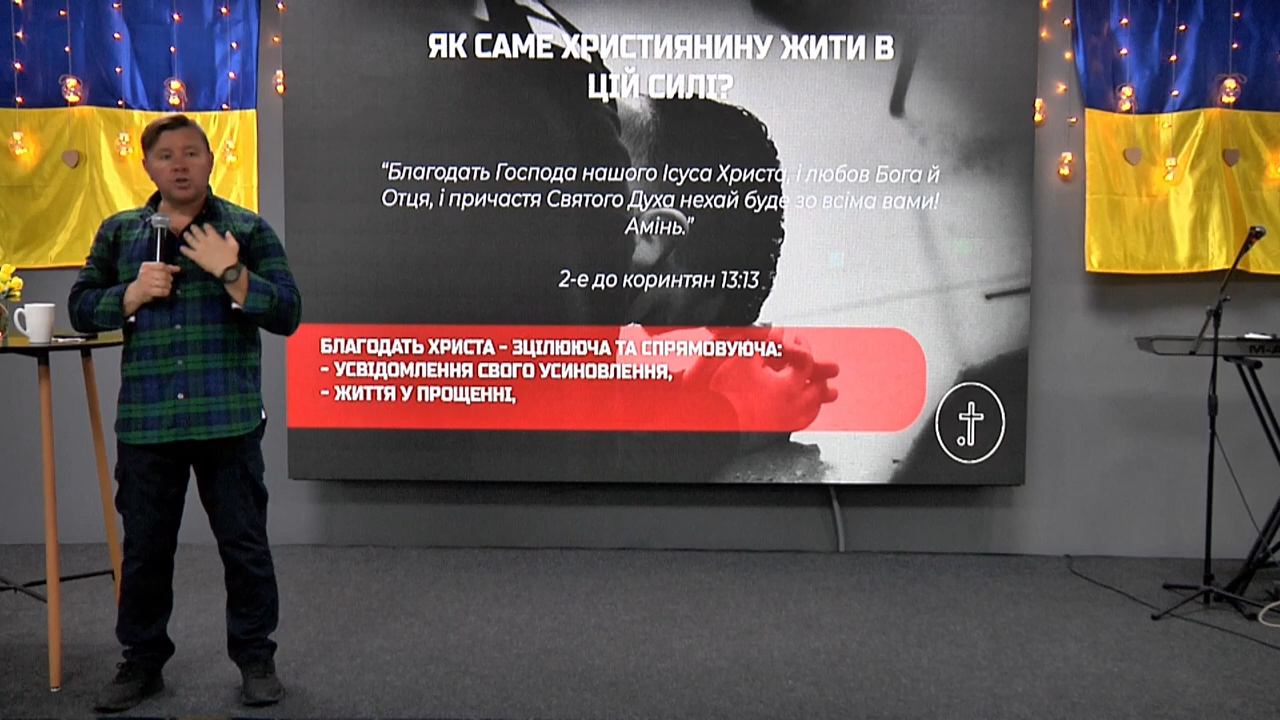 ЯК САМЕ ХРИСТИЯНИНУ ЖИТИ В
ЦІЙ СИЛІ?
“Благодать Господа нашого Ісуса Христа, і любов Бога й
Отця, і причастя Святого Духа нехай буде зо всіма вами!
Амінь.”
2-е до коринтян 13:13
БЛАГОДАТЬ ХРИСТА - ЗЦІЛЮЮЧА ТА СПРЯМОВУЮЧА:
- УСВІДОМЛЕННЯ СВОГО УСИНОВЛЕННЯ,
- ЖИТТЯ У ПРОЩЕННІ,